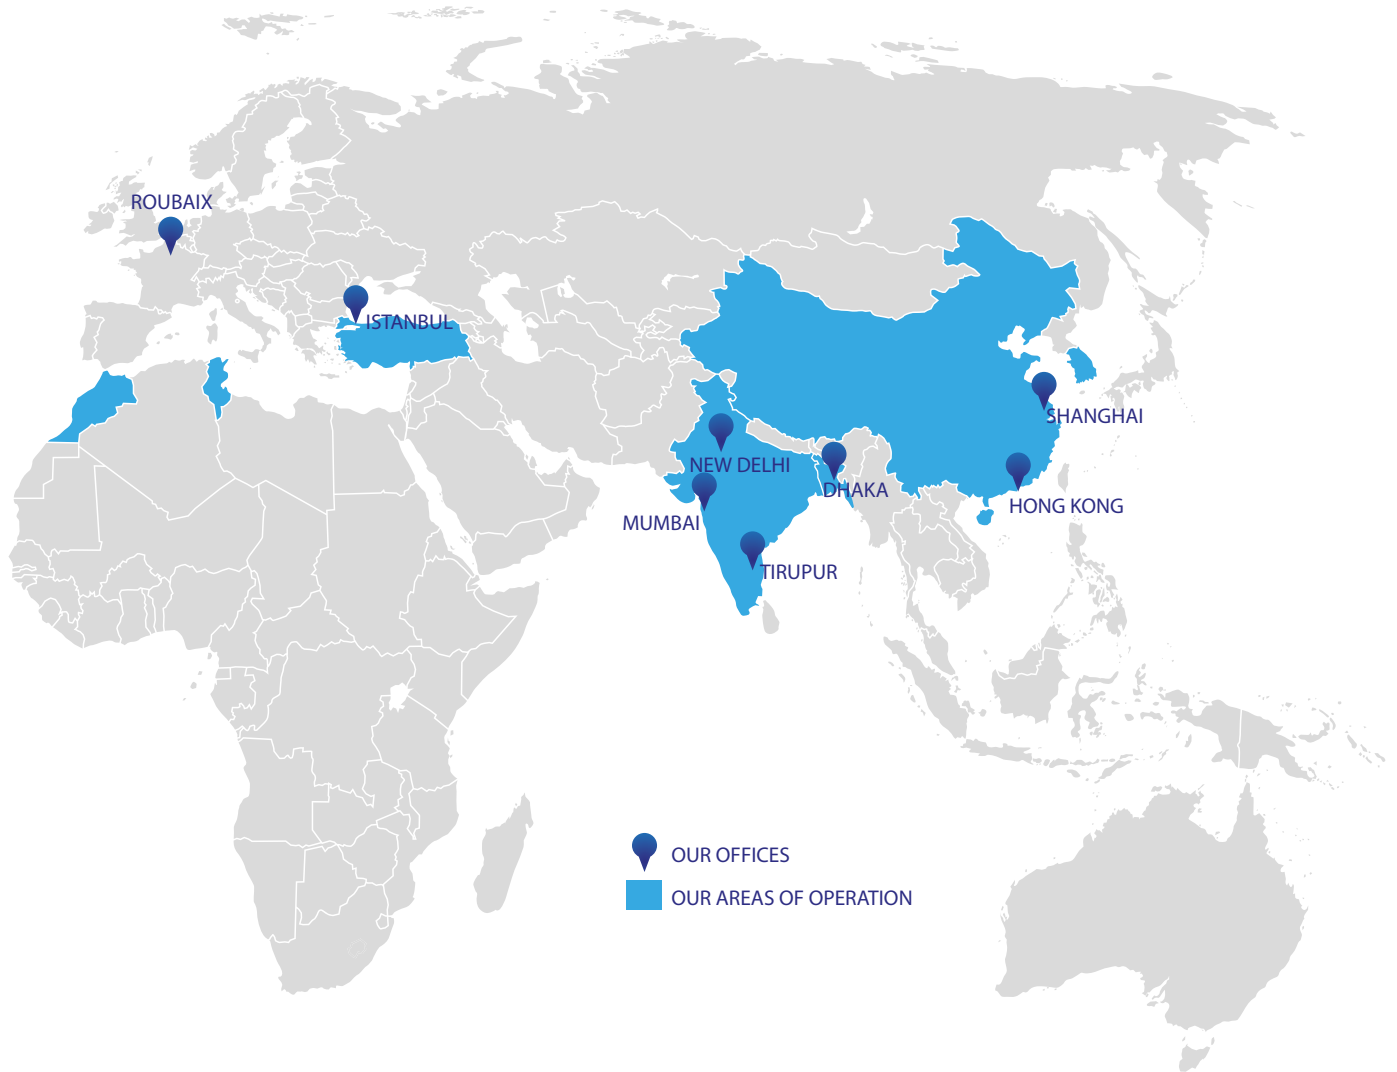 ROUBAIX
ISTANBUL
SHANGHAI
NEW DELHI
DHAKA
HONG KONG
MUMBAI
TIRUPUR
OUR OFFICES
OUR AREAS OF OPERATION